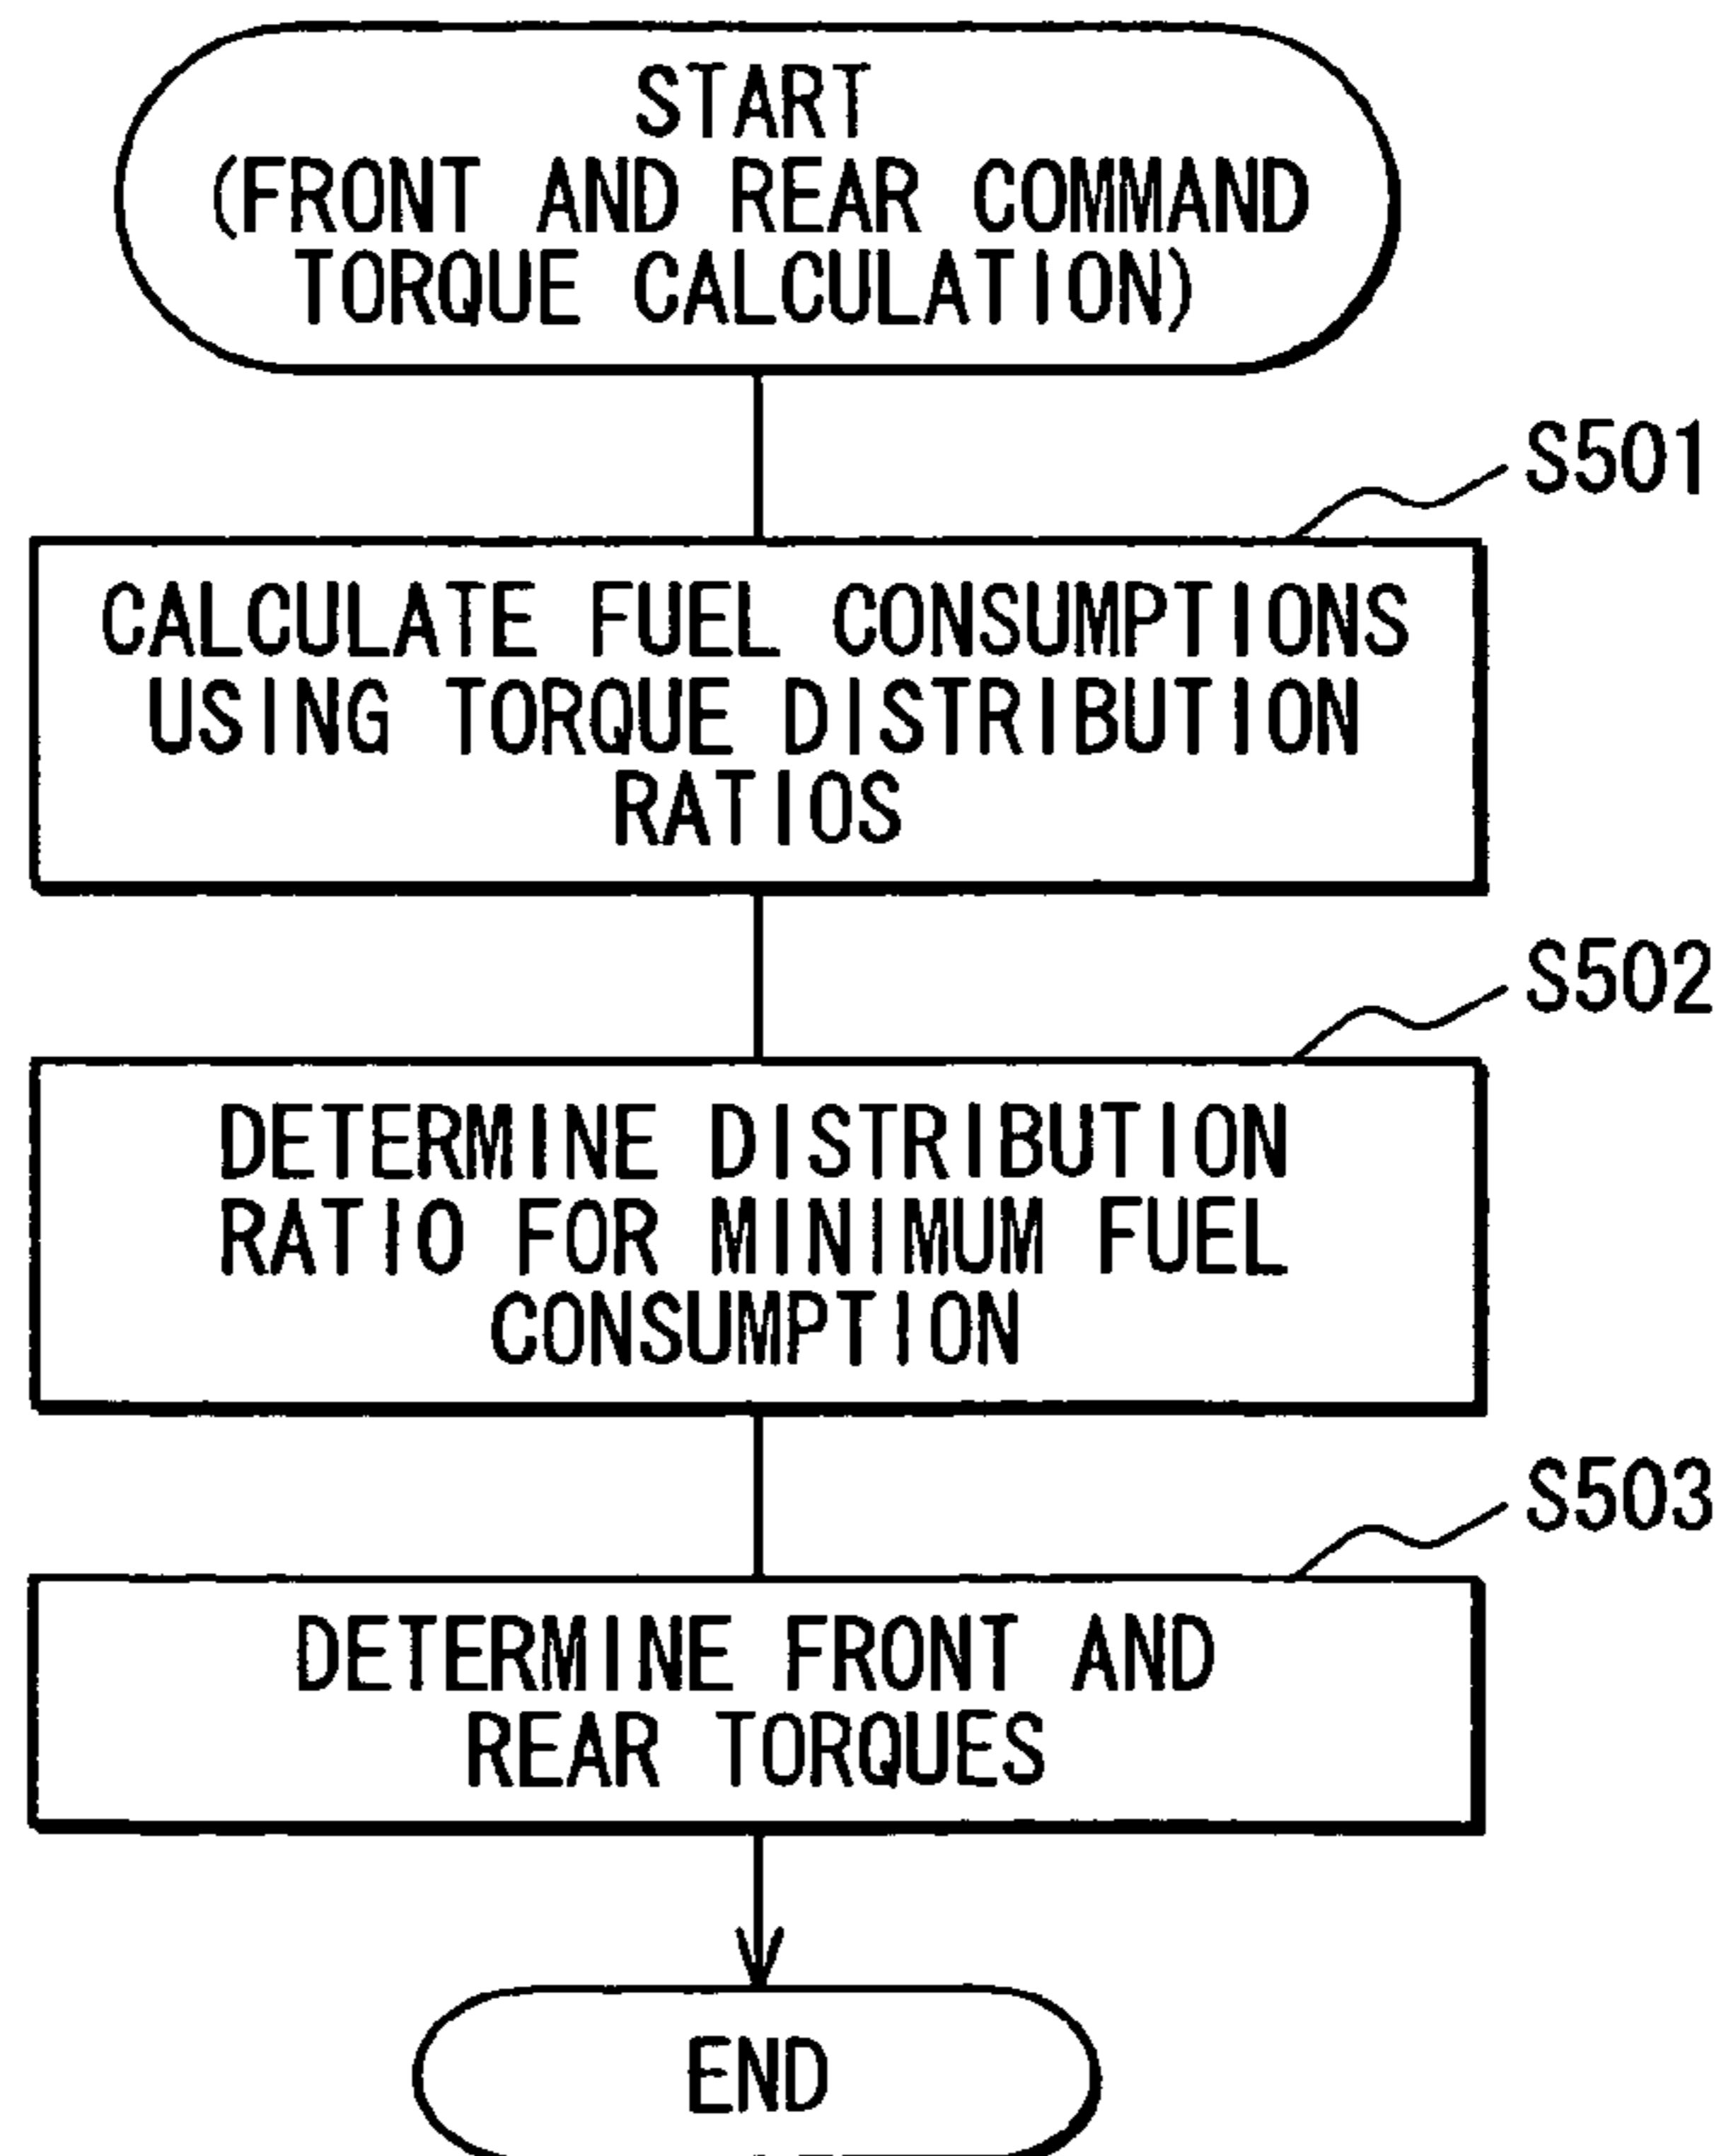 START
(FRONT AND REAR COMMAND
TORQUE CALCULATION)
S501
CALCULATE FUEL CONSUMPTIONS
USING TORQUE DISTRIBUTION
RATIOS
S502
DETERMINE DISTRIBUTION
RATIO FOR MINIMUM FUEL
CONSUMPTION
S503
DETERMINE FRONT AND
REAR TORQUES
END